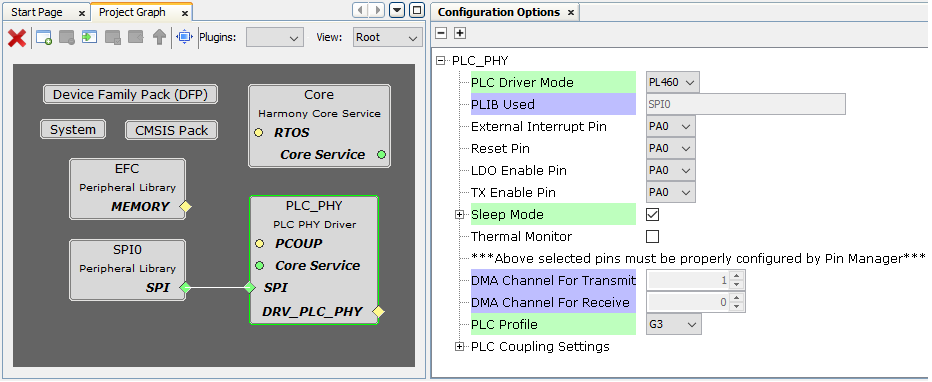 Start Page
Project Graph
Plugins:
View:
Root
Device Family Pack (DFP)
System
CMSIS Pack
Core
Harmony Core Service
RTOS
Core Service
EFC
Peripheral Library
MEMORY
PLC_PHY
PLC PHY Driver
PCOUP
Core Service
SPI
DRV_PLC_PHY
SPI0
Peripheral Library
SPI
Configuration Options
PLC_PHY
PLC Driver Mode PL460
PLIB Used SPI0
External Interrupt Pin PA0
Reset Pin PA0
LDO Enable Pin PA0
TX Enable Pin PA0
Sleep Mode
Thermal Monitor
***Above selected pins must be properly configured by Pin Manager***
DMA Channel For Transmit 1
DMA Channel For Receive 0
PLC Profile G3
PLC Coupling Settings